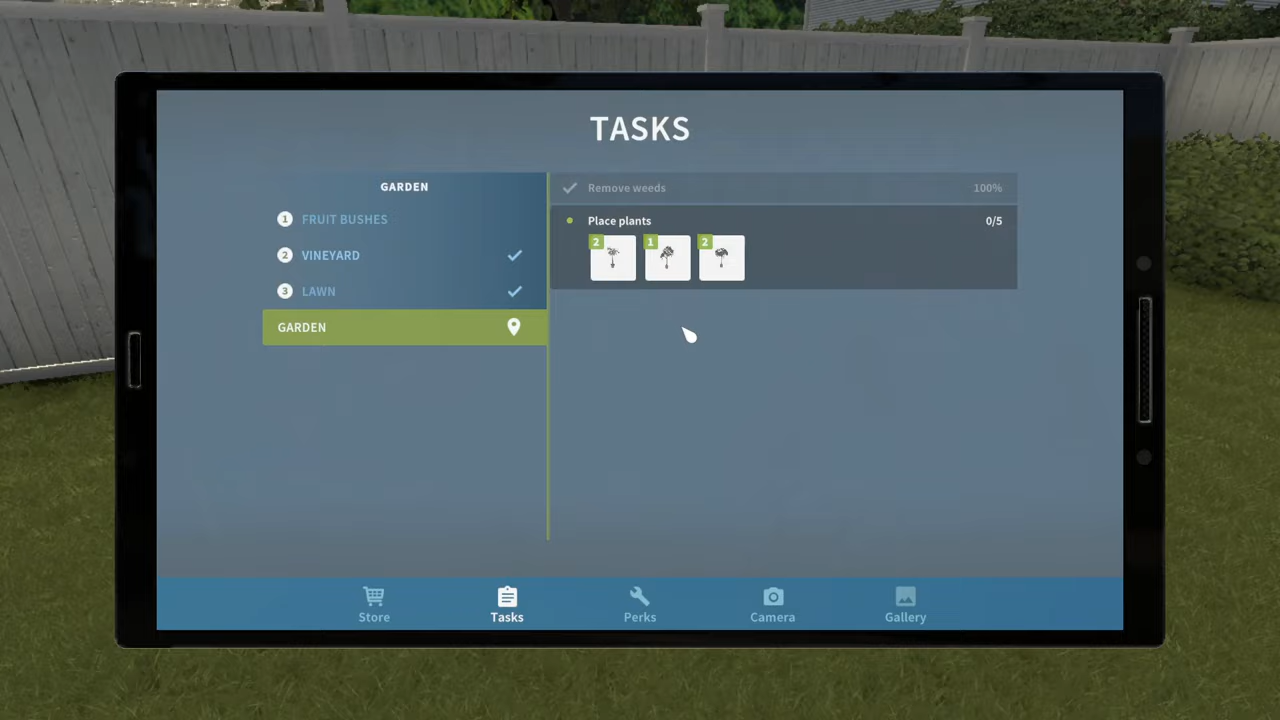 TASKS
GARDEN
1 FRUIT BUSHES
2 VINEYARD
3 LAWN
GARDEN
Remove weeds 100%
Place plants 0/5
2 1 2
Store Tasks Perks Camera Gallery